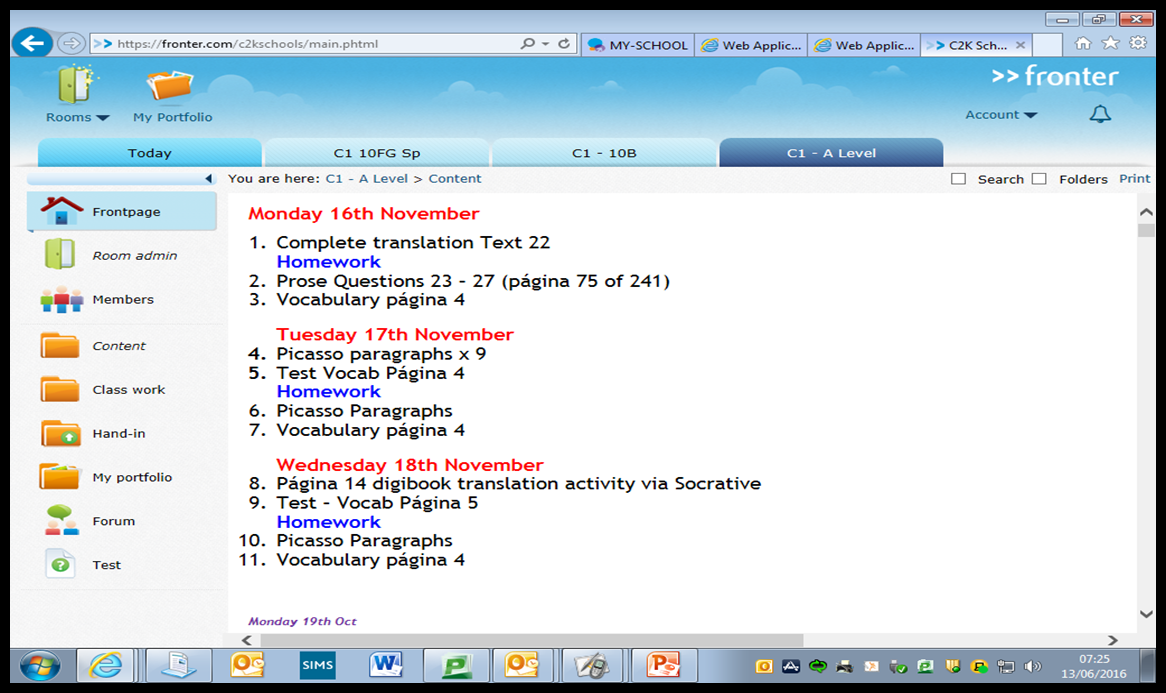 https://fronter.com/c2kschools/main.phtml
MY-SCHOOL
Web Applic...
Web Applic...
C2K Sch...
>> fronter
Rooms
My Portfolio
Account
Today
C1 10FG Sp
C1 - 10B
C1 - A Level
You are here: C1 - A Level > Content
Search
Folders
Print
Frontpage
Room admin
Members
Content
Class work
Hand-in
My portfolio
Forum
Test
Monday 16th November
1. Complete translation Text 22
Homework
2. Prose Questions 23 - 27 (página 75 of 241)
3. Vocabulary página 4
Tuesday 17th November
4. Picasso paragraphs x 9
5. Test Vocab Página 4
Homework
6. Picasso Paragraphs
7. Vocabulary página 4
Wednesday 18th November
8. Página 14 digibook translation activity via Socrative
9. Test - Vocab Página 5
Homework
10. Picasso Paragraphs
11. Vocabulary página 4
Monday 19th Oct
SIMS
07:25
13/06/2016